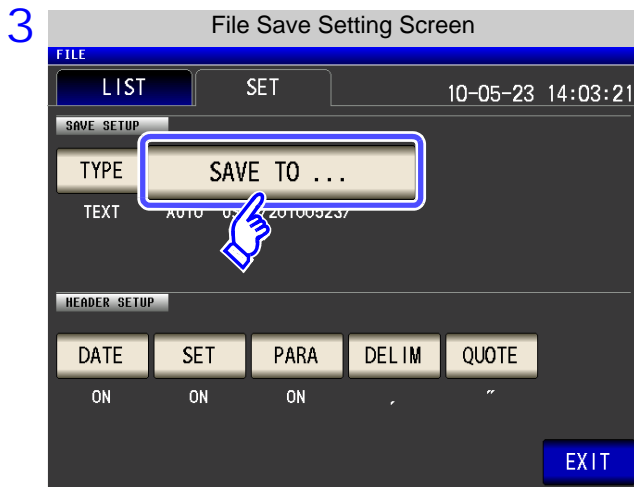 3
File Save Setting Screen
FILE
LIST SET 10-05-23 14:03:21
SAVE SETUP
TYPE SAVE TO ...
TEXT AUTO 20100523/
HEADER SETUP
DATE SET PARA DELIM QUOTE
ON ON ON , "
EXIT